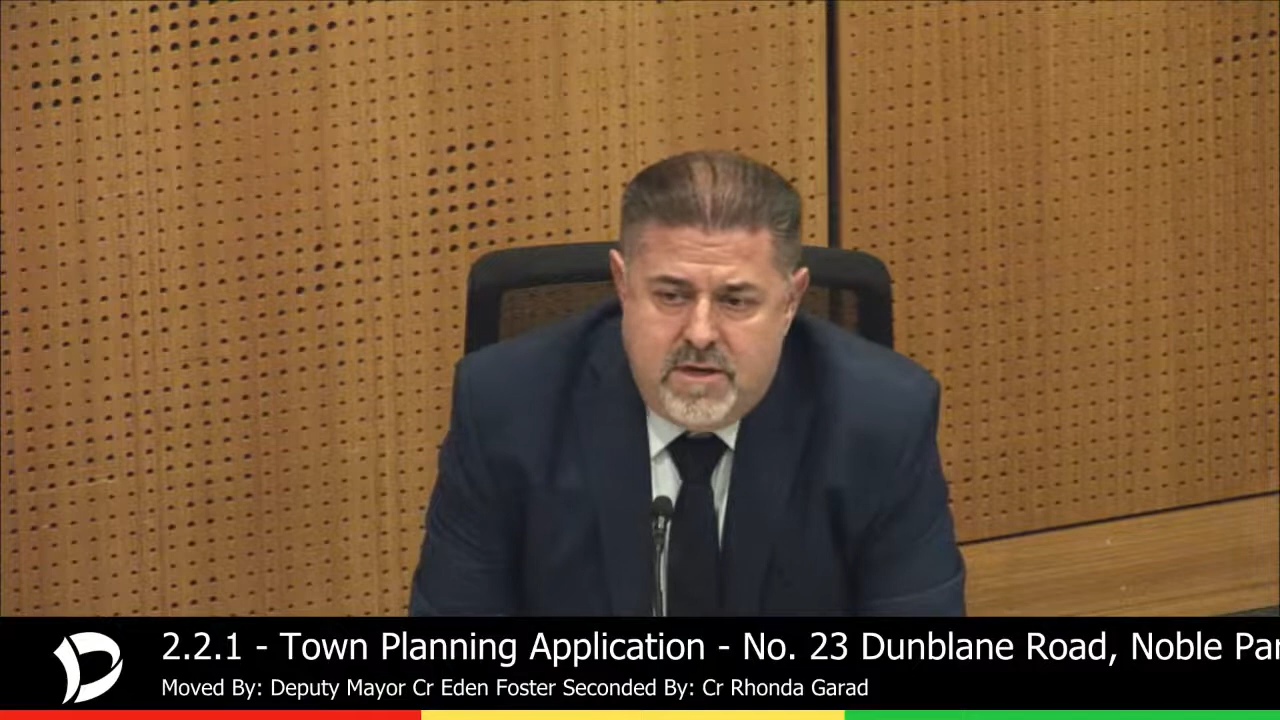 2.2.1 - Town Planning Application - No. 23 Dunblane Road, Noble Par
Moved By: Deputy Mayor Cr Eden Foster Seconded By: Cr Rhonda Garad